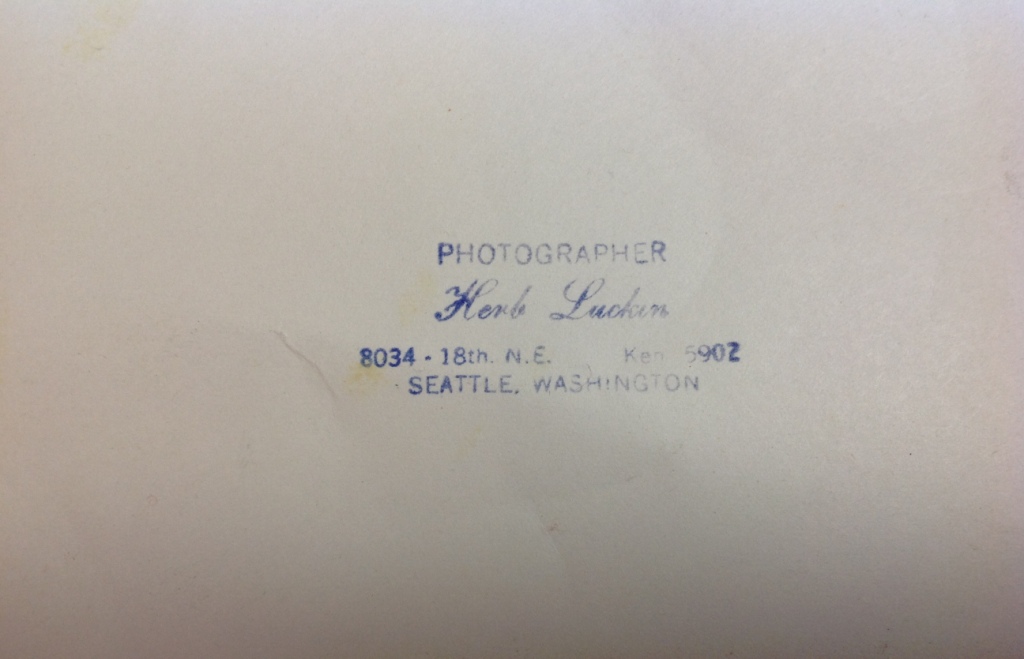 PHOTOGRAPHER
Herb Luckin
8034 - 18th. N.E. Ken 5902
SEATTLE, WASHINGTON